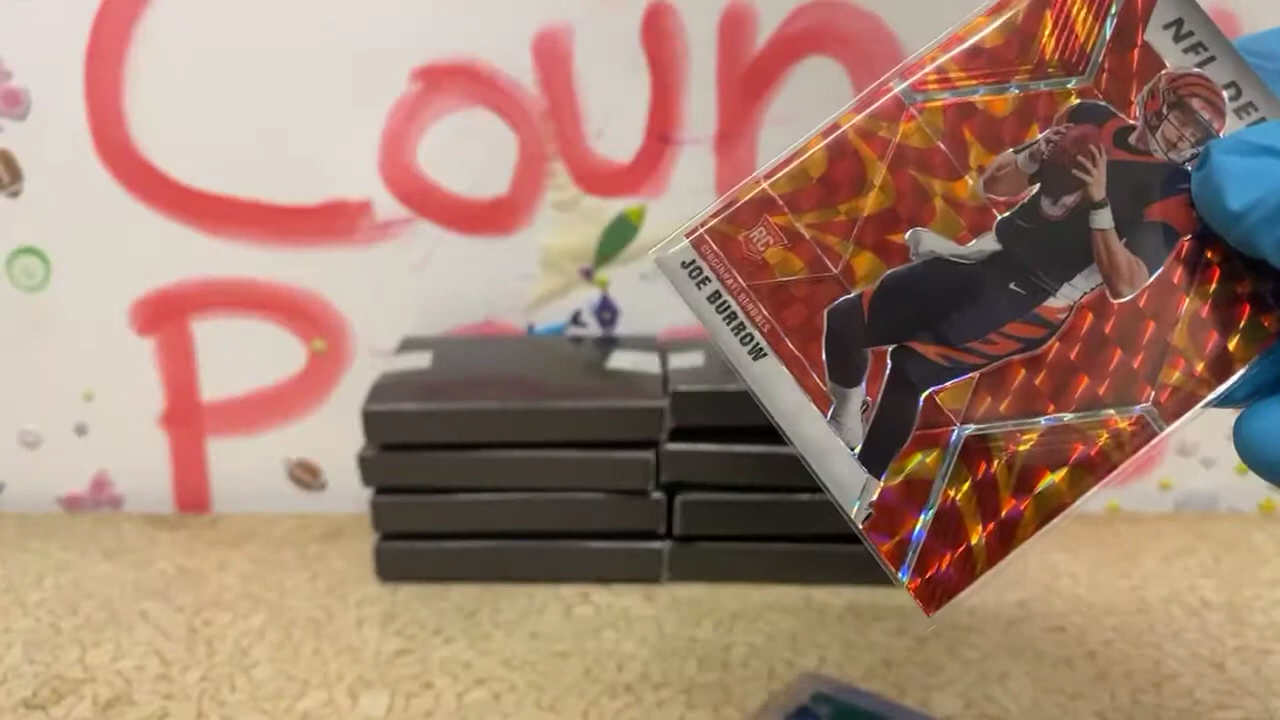 Coun
P
NFL DE
RC
CINCINNATI BENGALS
JOE BURROW